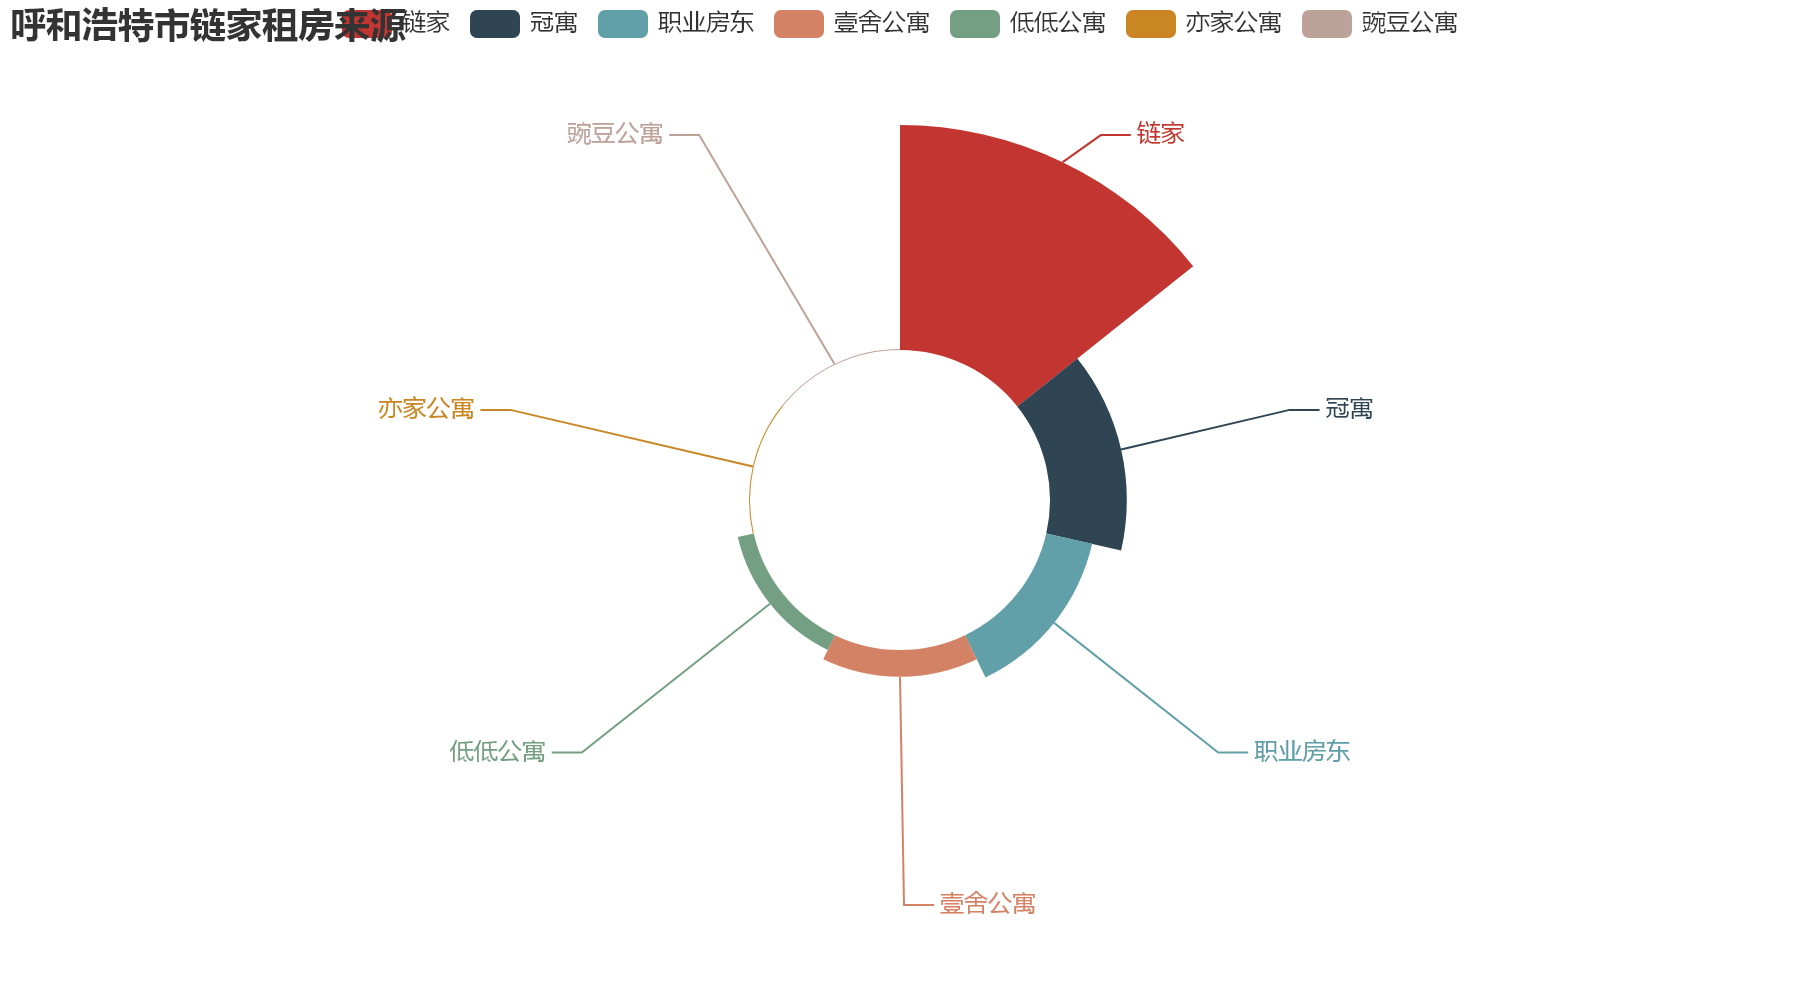 呼和浩特市链家租房来源
链家 冠寓 职业房东 壹舍公寓 低低公寓 亦家公寓 豌豆公寓
豌豆公寓
链家
亦家公寓
冠寓
低低公寓
职业房东
壹舍公寓